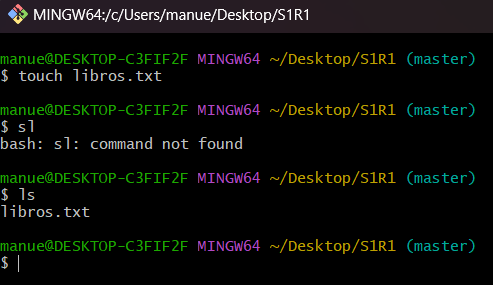 MINGW64:/c/Users/manue/Desktop/S1R1
manue@DESKTOP-C3FIF2F MINGW64 ~/Desktop/S1R1 (master)
$ touch libros.txt
manue@DESKTOP-C3FIF2F MINGW64 ~/Desktop/S1R1 (master)
$ sl
bash: sl: command not found
manue@DESKTOP-C3FIF2F MINGW64 ~/Desktop/S1R1 (master)
$ ls
libros.txt
manue@DESKTOP-C3FIF2F MINGW64 ~/Desktop/S1R1 (master)
$